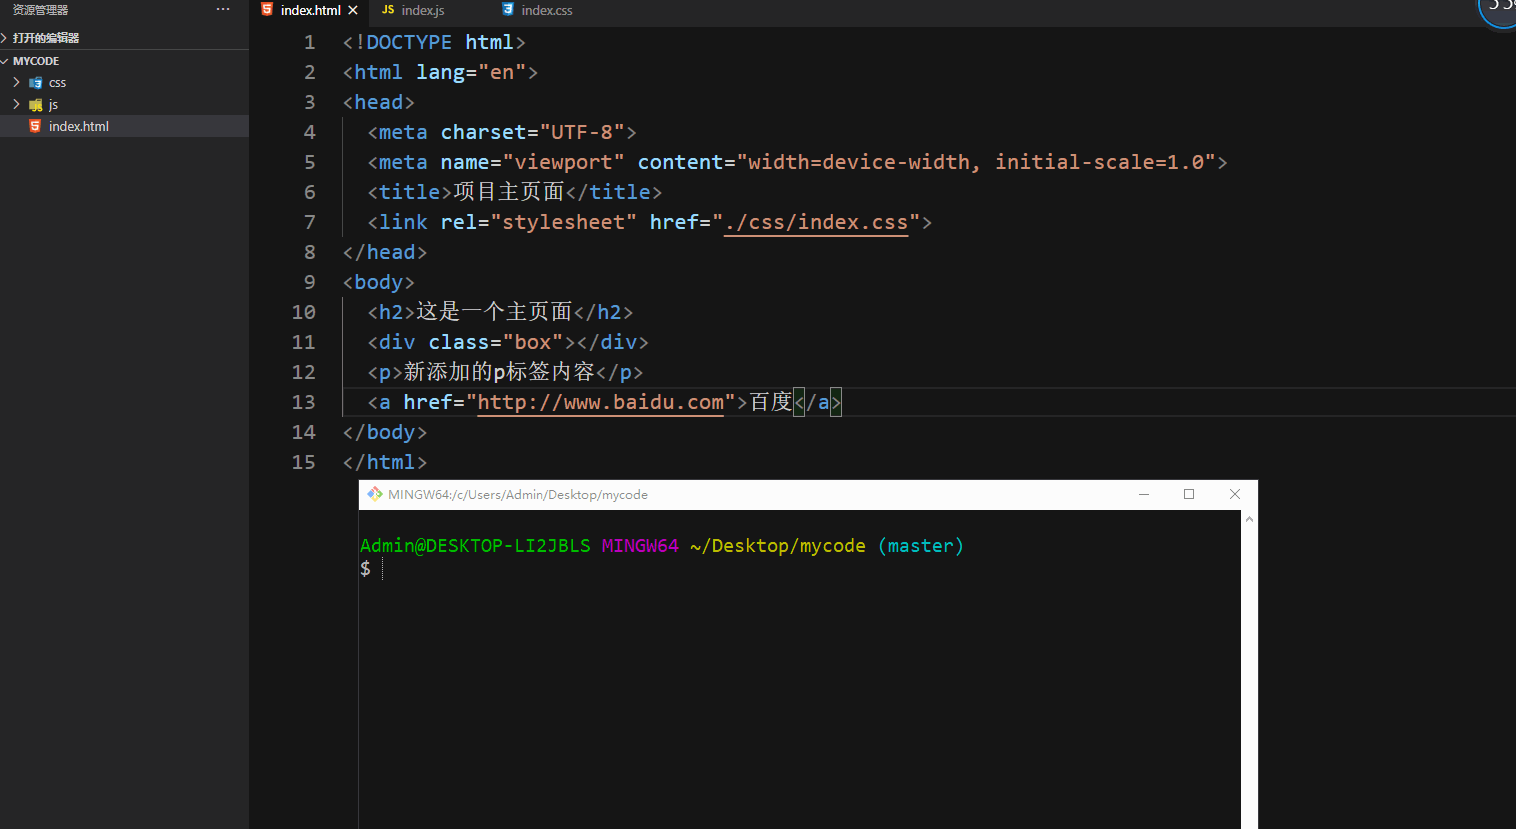 资源管理器 ···
打开的编辑器
MYCODE
css
js
index.html
index.html × JS index.js index.css
1 <!DOCTYPE html>
2 <html lang="en">
3 <head>
4 <meta charset="UTF-8">
5 <meta name="viewport" content="width=device-width, initial-scale=1.0">
6 <title>项目主页面</title>
7 <link rel="stylesheet" href="./css/index.css">
8 </head>
9 <body>
10 <h2>这是一个主页面</h2>
11 <div class="box"></div>
12 <p>新添加的p标签内容</p>
13 <a href="http://www.baidu.com">百度</a>
14 </body>
15 </html>
MINGW64:/c/Users/Admin/Desktop/mycode
Admin@DESKTOP-LI2JBLS MINGW64 ~/Desktop/mycode (master)
$